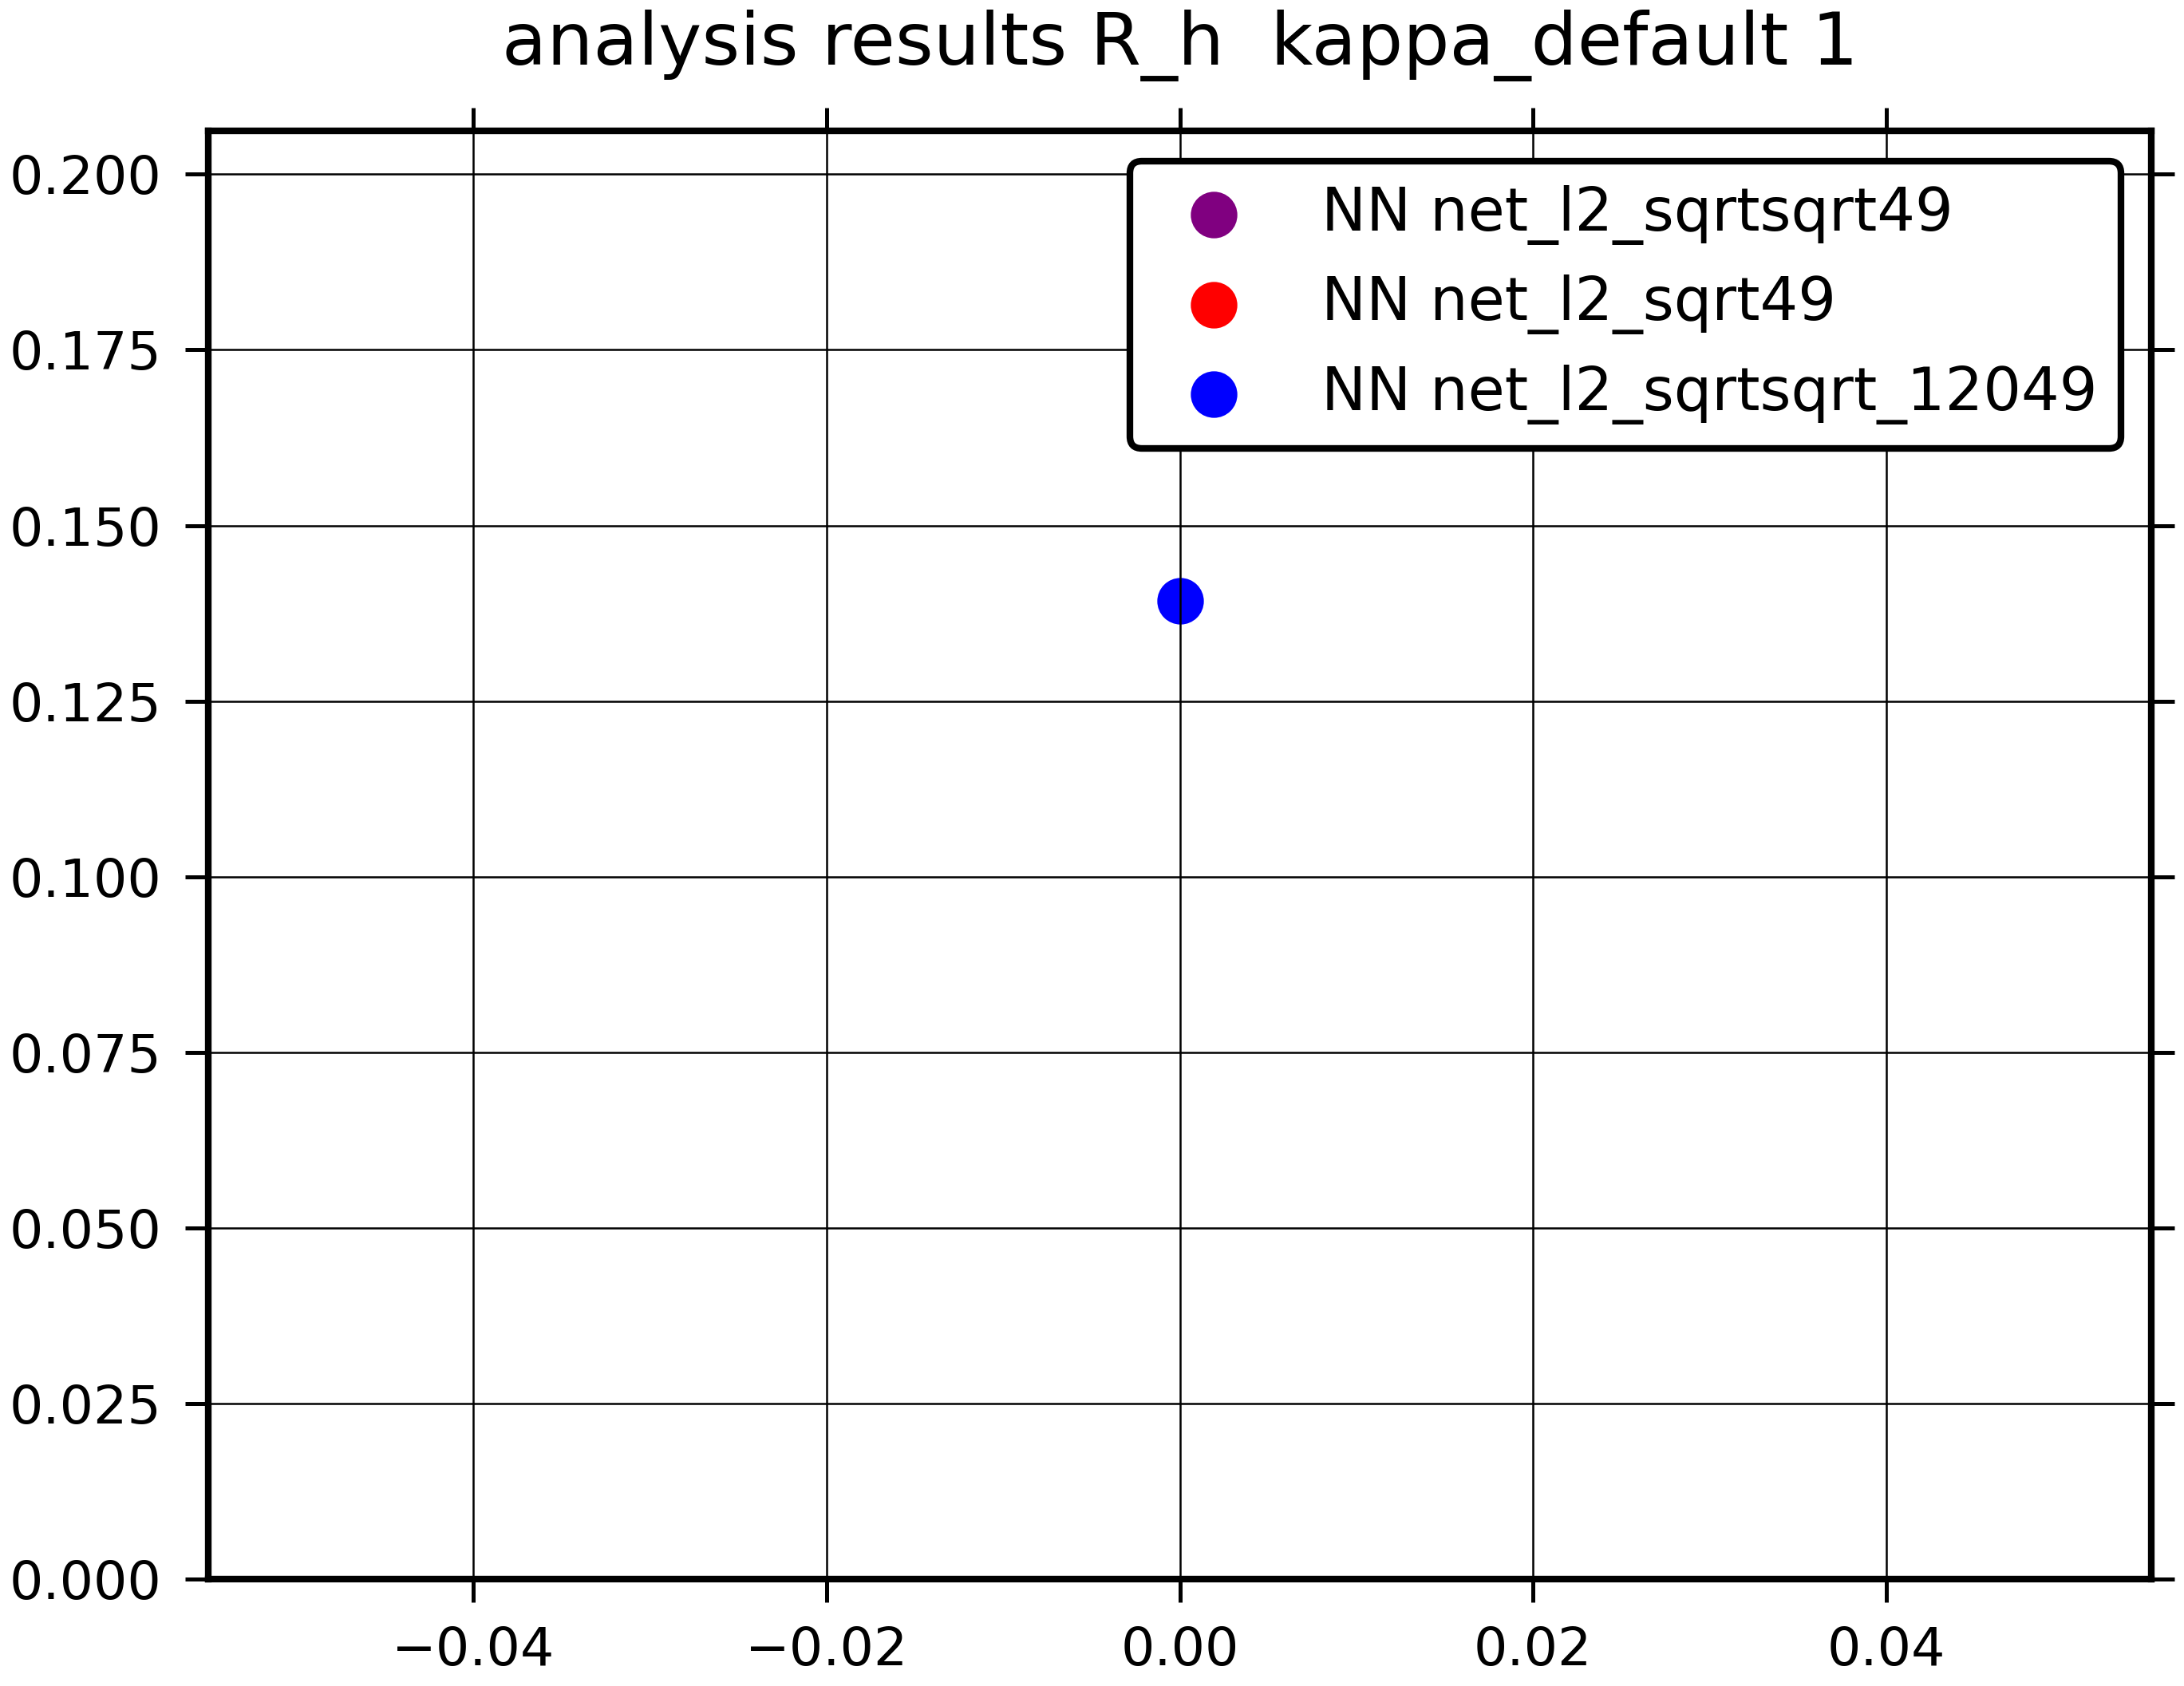 analysis results R_h  kappa_default 1
NN net_l2_sqrtsqrt49
NN net_l2_sqrt49
NN net_l2_sqrtsqrt_12049
0.200
0.175
0.150
0.125
0.100
0.075
0.050
0.025
0.000
−0.04 −0.02 0.00 0.02 0.04